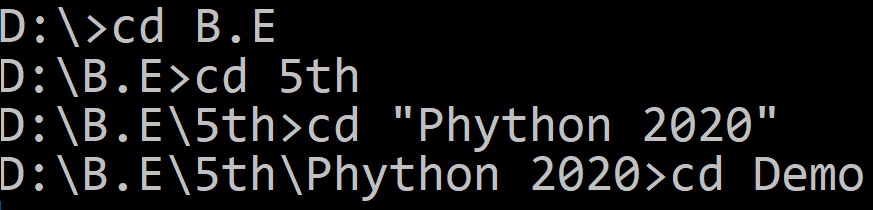 D:\>cd B.E
D:\B.E>cd 5th
D:\B.E\5th>cd "Phython 2020"
D:\B.E\5th\Phython 2020>cd Demo